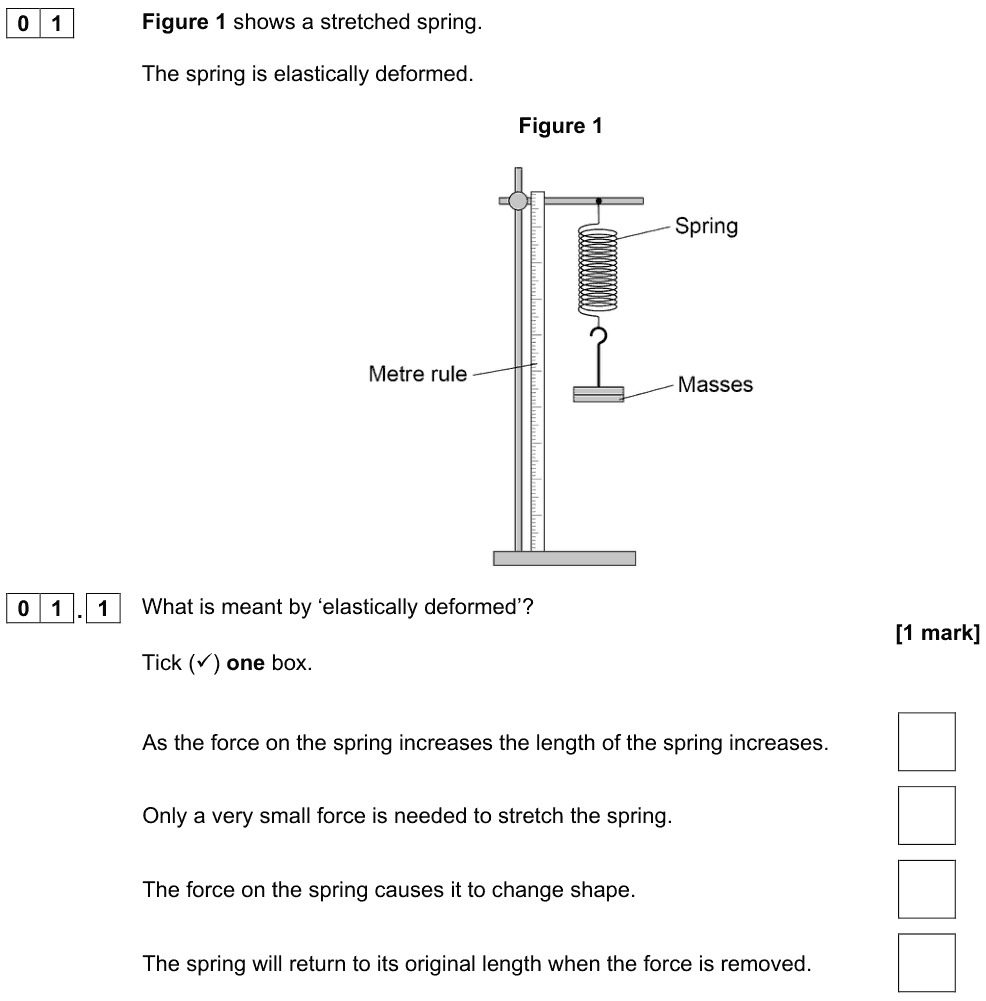 0 1 Figure 1 shows a stretched spring.
The spring is elastically deformed.
Figure 1
Spring
Metre rule
Masses
0 1 . 1 What is meant by ‘elastically deformed’?
[1 mark]
Tick (✓) one box.
As the force on the spring increases the length of the spring increases.
Only a very small force is needed to stretch the spring.
The force on the spring causes it to change shape.
The spring will return to its original length when the force is removed.